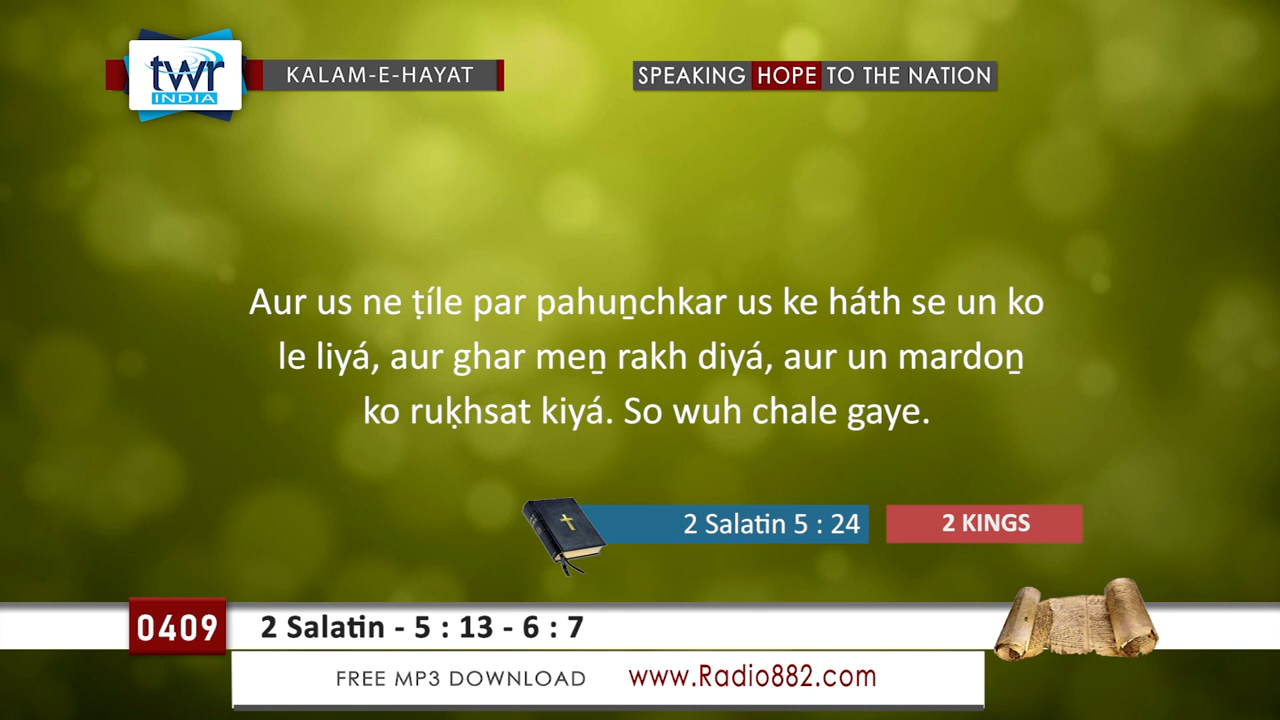 twr
INDIA
KALAM-E-HAYAT
SPEAKING HOPE TO THE NATION
Aur us ne ṭíle par pahuṉchkar us ke háth se un ko
le liyá, aur ghar meṉ rakh diyá, aur un mardoṉ
ko ruḳhsat kiyá. So wuh chale gaye.
2 Salatin 5 : 24
2 KINGS
0409
2 Salatin - 5 : 13 - 6 : 7
FREE MP3 DOWNLOAD www.Radio882.com